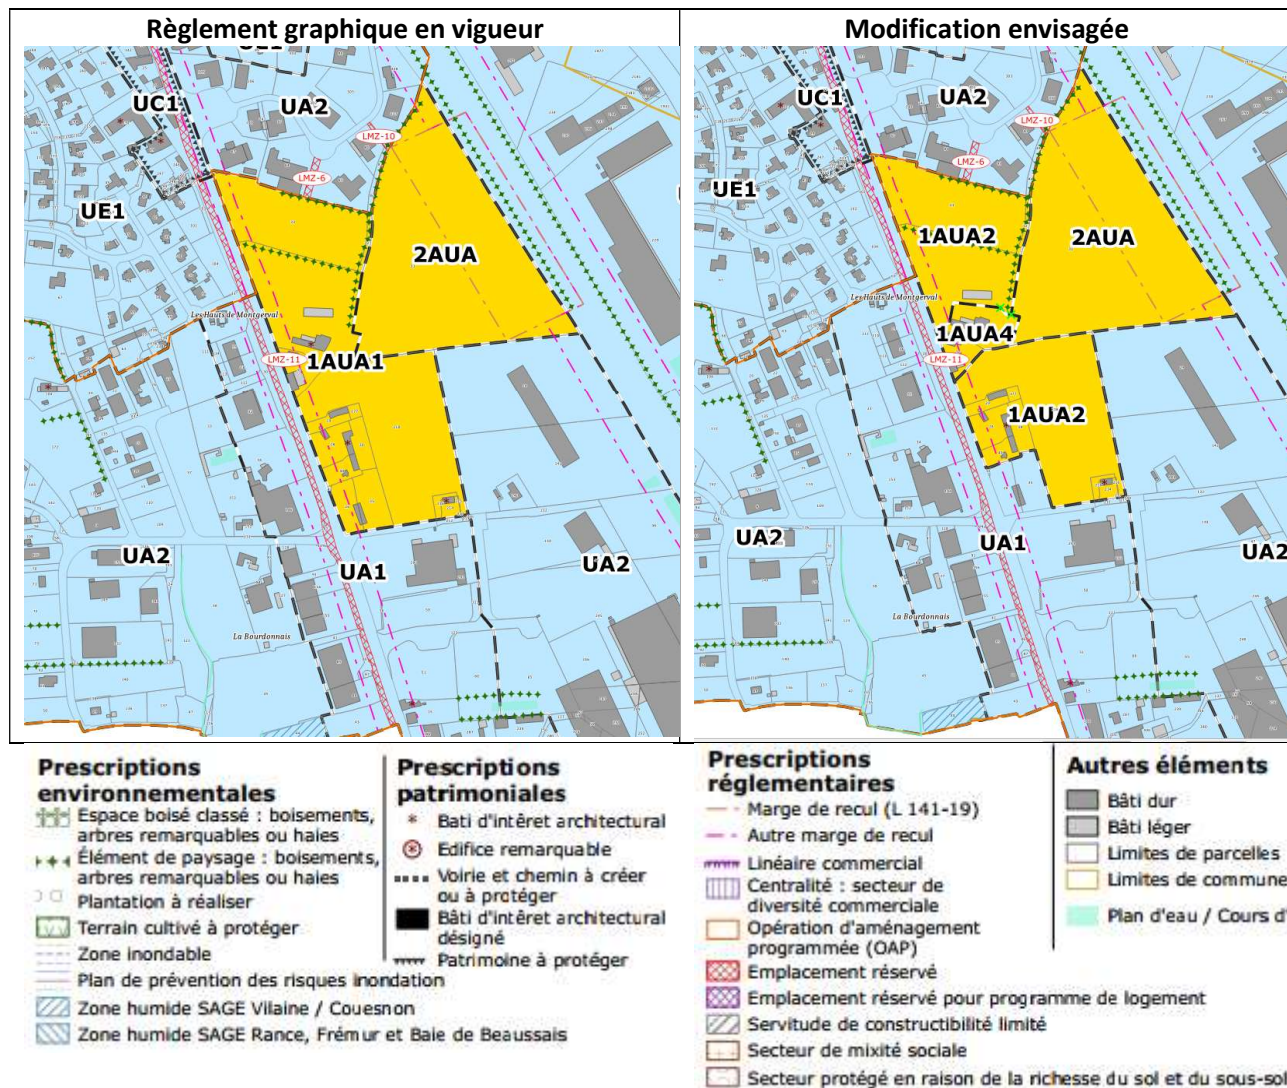 Règlement graphique en vigueur
Modification envisagée
UC1
UA2
LMZ-10
LMZ-6
UE1
2AUA
Les Hauts de Montgerval
LMZ-11
1AUA1
UA2
UA1
UA2
La Bourdonnais
UC1
UA2
LMZ-10
LMZ-6
UE1
1AUA2
2AUA
Les Hauts de Montgerval
1AUA4
LMZ-11
1AUA2
UA2
UA1
UA2
La Bourdonnais
Prescriptions
environnementales
Espace boisé classé : boisements,
arbres remarquables ou haies
Élément de paysage : boisements,
arbres remarquables ou haies
Plantation à réaliser
Terrain cultivé à protéger
Zone inondable
Plan de prévention des risques inondation
Zone humide SAGE Vilaine / Couesnon
Zone humide SAGE Rance, Frémur et Baie de Beaussais
Prescriptions
patrimoniales
Bati d'intêret architectural
Edifice remarquable
Voirie et chemin à créer
ou à protéger
Bâti d'intêret architectural
désigné
Patrimoine à protéger
Prescriptions
réglementaires
Marge de recul (L 141-19)
Autre marge de recul
Linéaire commercial
Centralité : secteur de
diversité commerciale
Opération d'aménagement
programmée (OAP)
Emplacement réservé
Emplacement réservé pour programme de logement
Servitude de constructibilité limité
Secteur de mixité sociale
Secteur protégé en raison de la richesse du sol et du sous-sol
Autres éléments
Bâti dur
Bâti léger
Limites de parcelles
Limites de commune
Plan d'eau / Cours d'